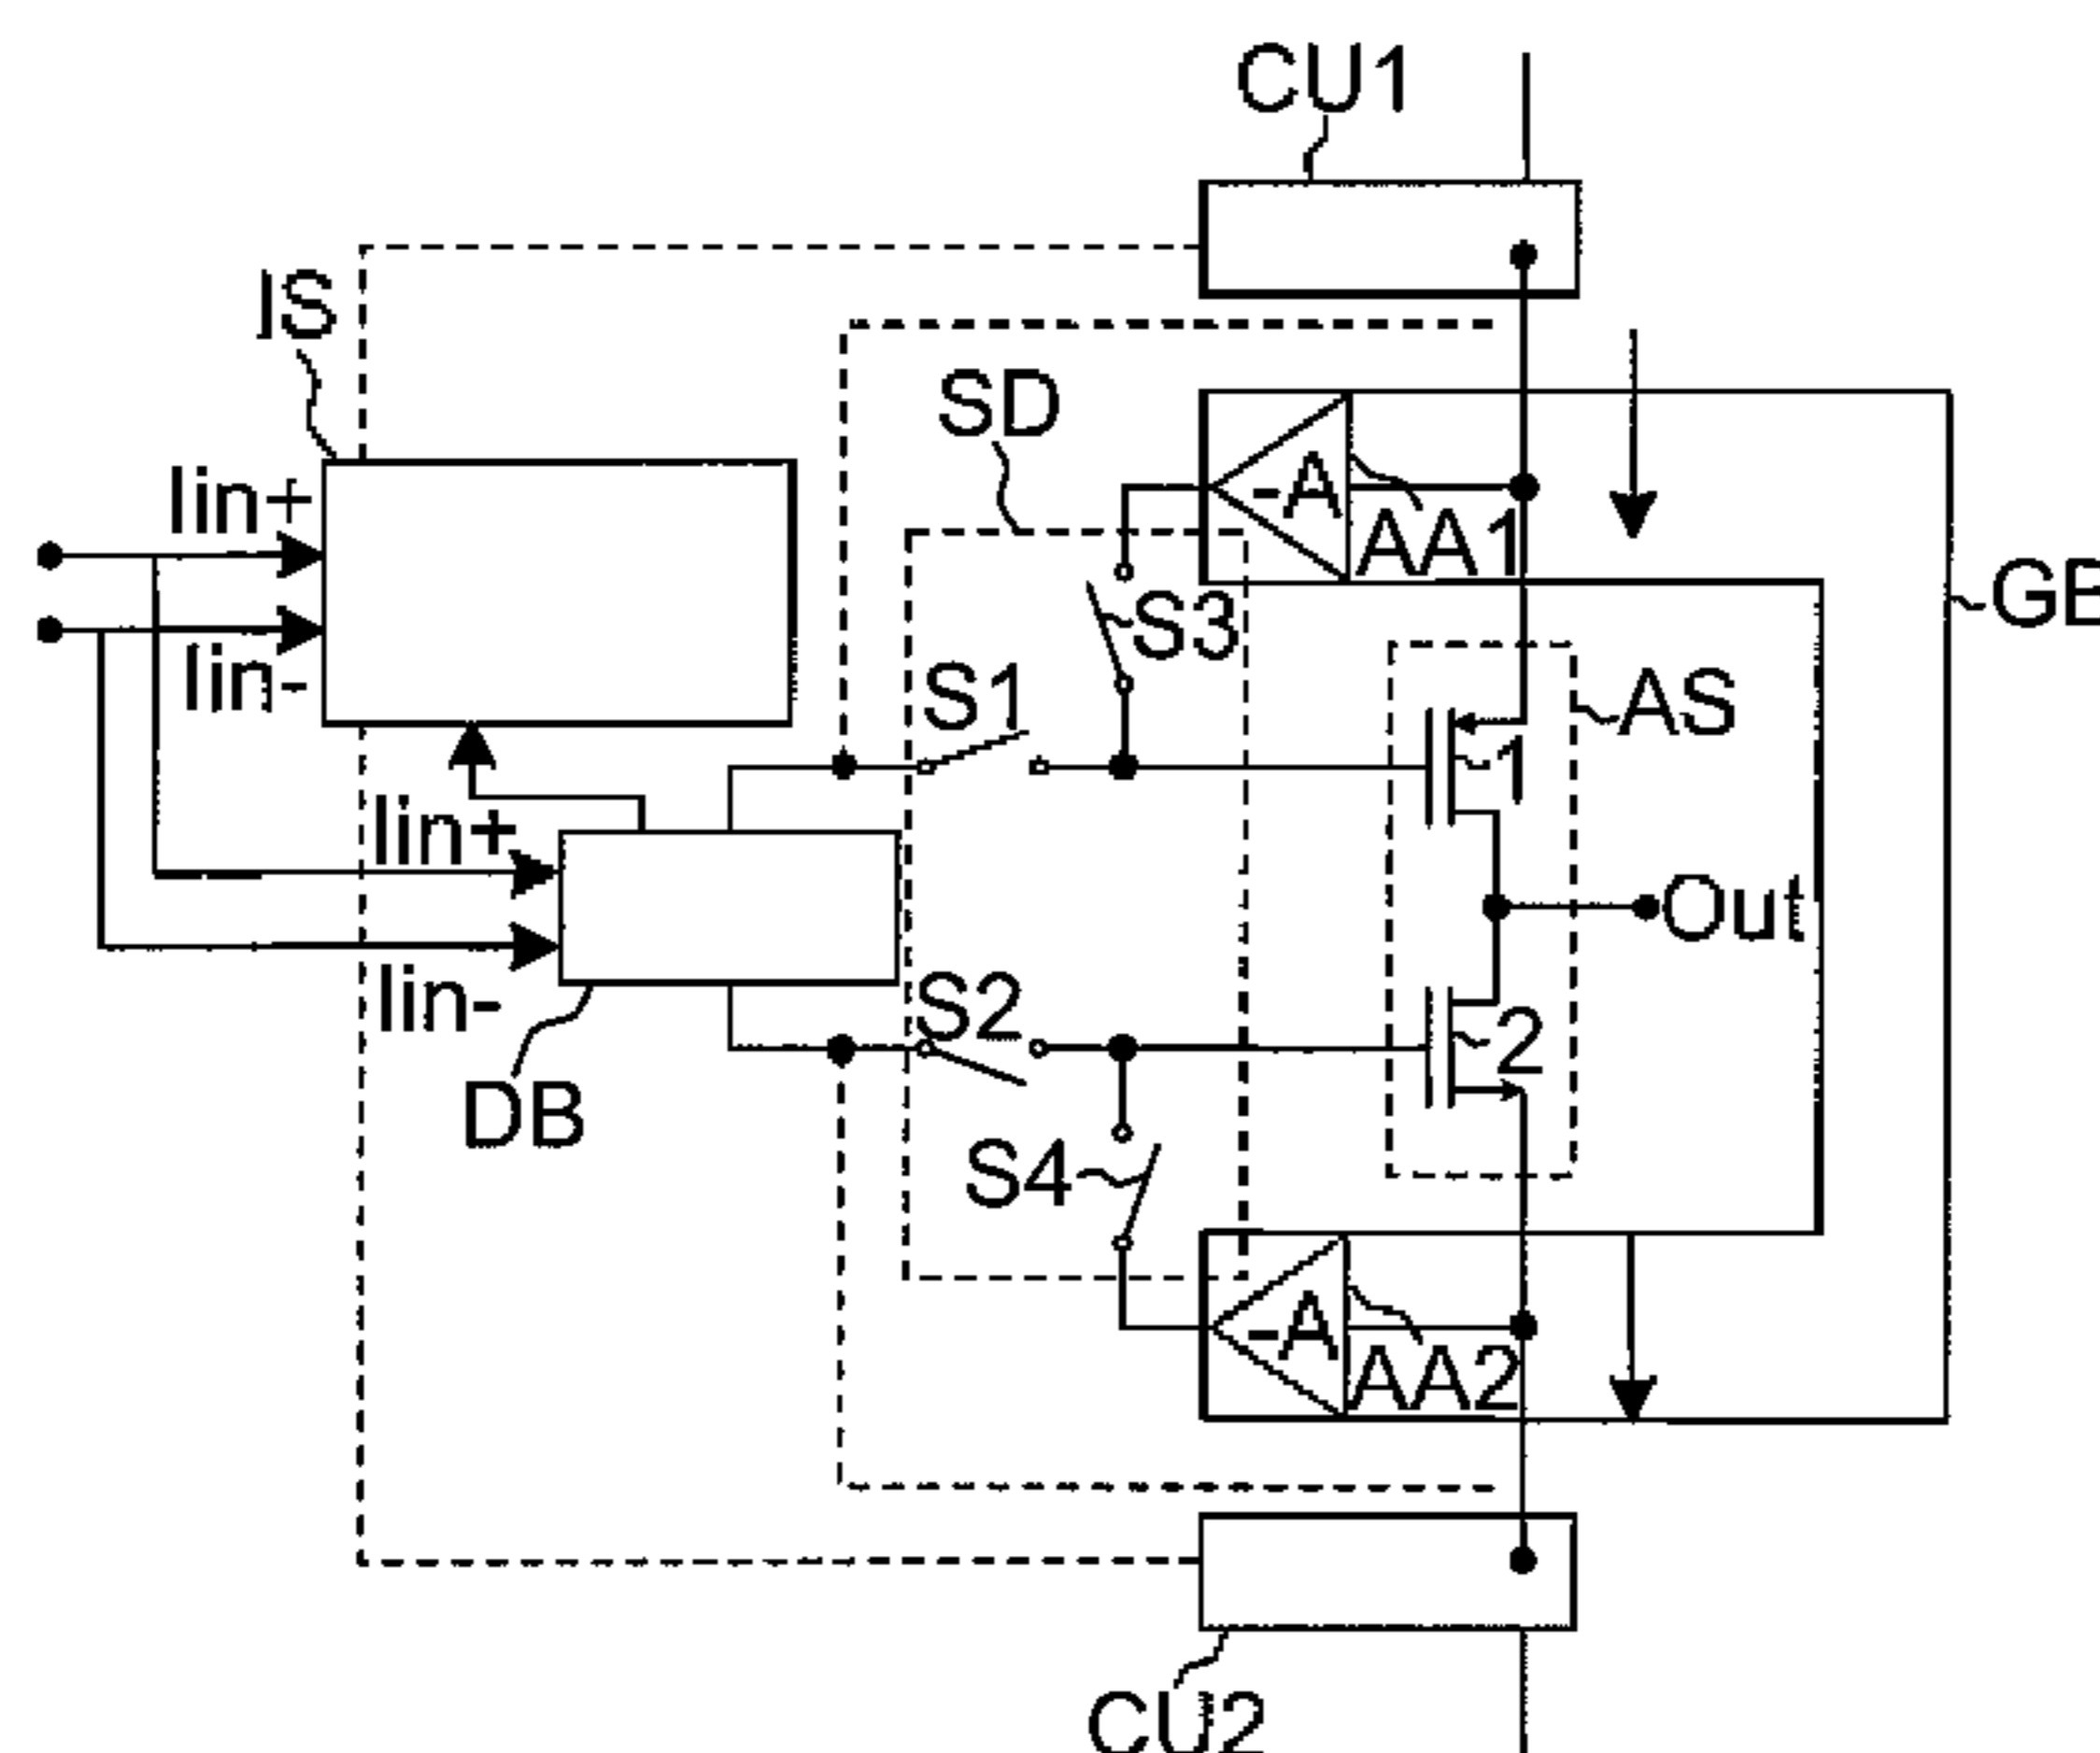 CU1
IS
SD
Iin+
-A
AA1
S3
GE
Iin-
S1
AS
1
Iin+
Out
Iin-
S2
2
DB
S4
-A
AA2
CU2